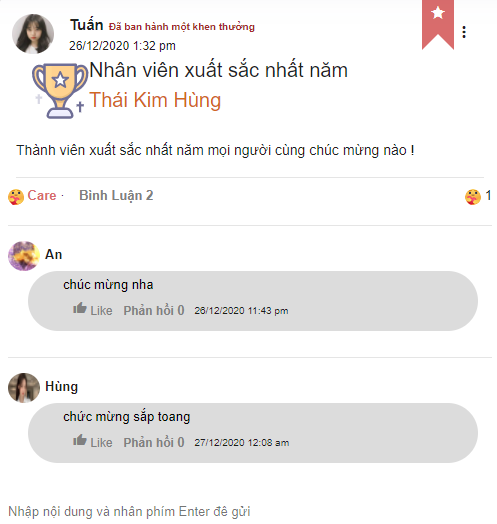 Tuấn Đã ban hành một khen thưởng
26/12/2020 1:32 pm
Nhân viên xuất sắc nhất năm
Thái Kim Hùng
Thành viên xuất sắc nhất năm mọi người cùng chúc mừng nào !
Care · Bình Luận 2 1
An
chúc mừng nha
Like Phản hồi 0 26/12/2020 11:43 pm
Hùng
chức mừng sắp toang
Like Phản hồi 0 27/12/2020 12:08 am
Nhập nội dung và nhân phím Enter đê gửi